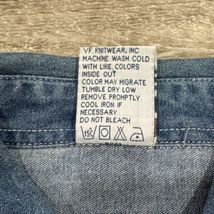 VF KNITWEAR, INC
MACHINE WASH COLD
WITH LIKE COLORS
INSIDE OUT
COLOR MAY MIGRATE
TUMBLE DRY LOW
REMOVE PROMPTLY
COOL IRON IF
NECESSARY
DO NOT BLEACH